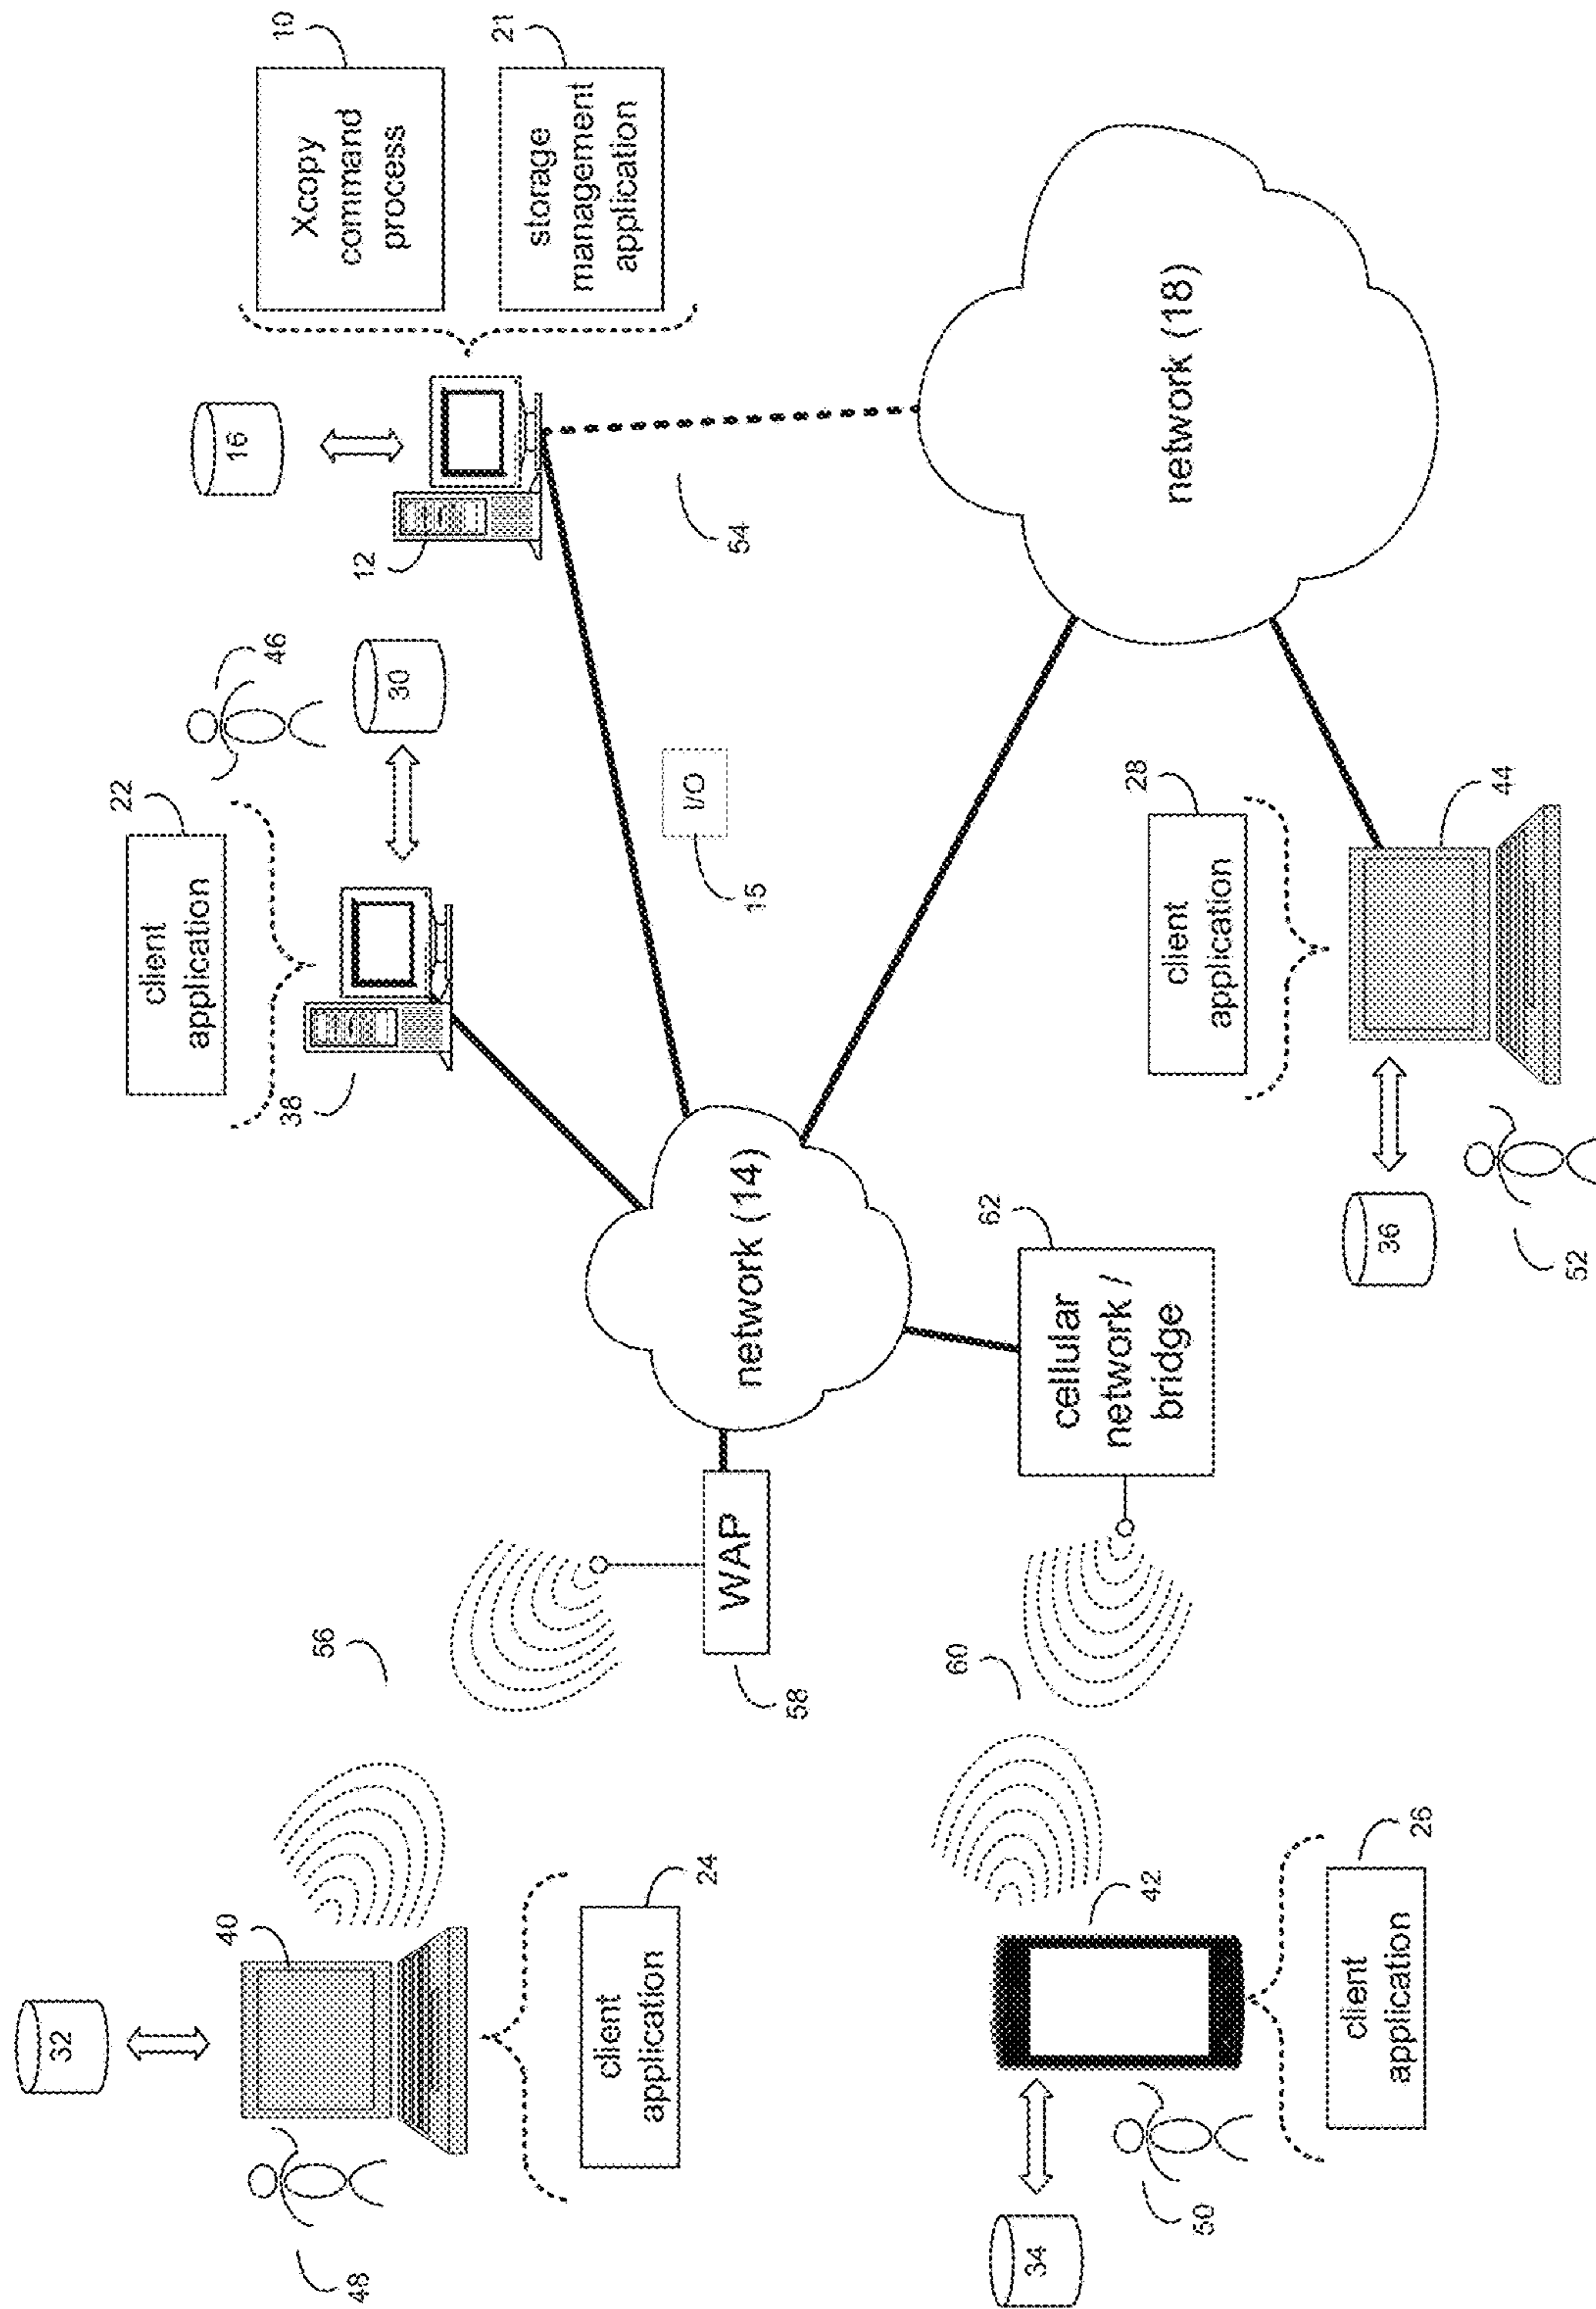 32
48
40
client
application
24
56
WAP
58
client
application
22
38
46
30
16
12
Xcopy
command
process
10
storage
management
application
21
I/O
15
54
network (14)
network (18)
cellular
network /
bridge
62
60
34
50
42
client
application
26
client
application
28
36
52
44